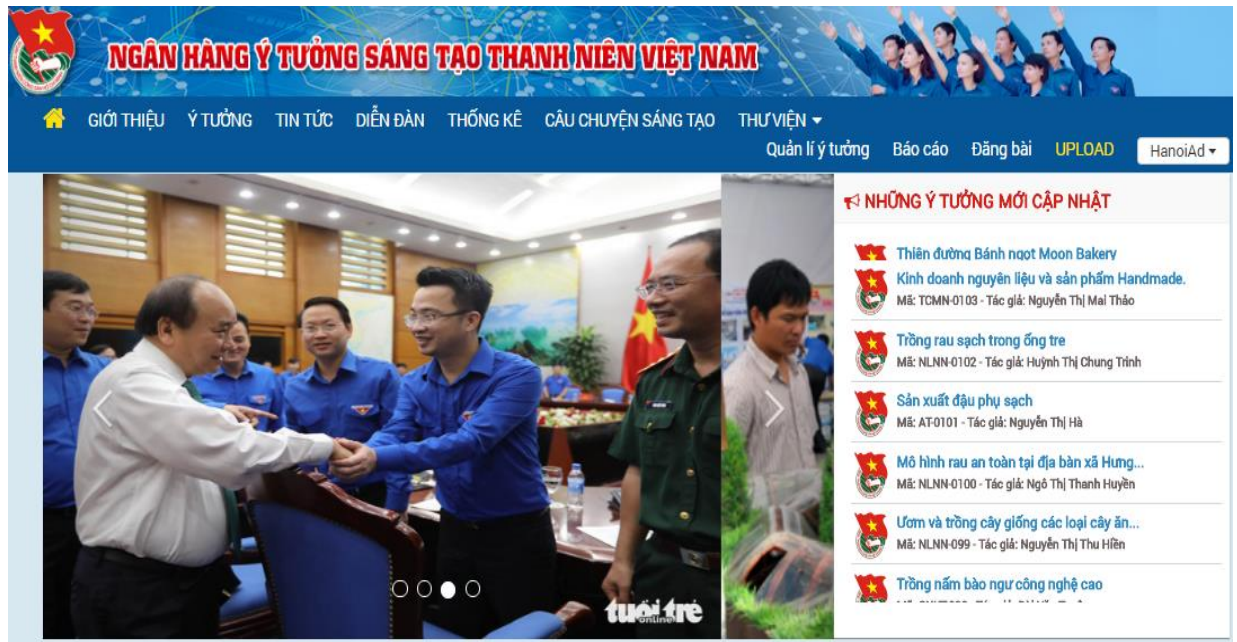 NGÂN HÀNG Ý TƯỞNG SÁNG TẠO THANH NIÊN VIỆT NAM
GIỚI THIỆU Ý TƯỞNG TIN TỨC DIỄN ĐÀN THỐNG KÊ CÂU CHUYỆN SÁNG TẠO THƯ VIỆN
Quản lí ý tưởng Báo cáo Đăng bài UPLOAD HanoiAd
NHỮNG Ý TƯỞNG MỚI CẬP NHẬT
Thiên đường Bánh ngọt Moon Bakery
Kinh doanh nguyên liệu và sản phẩm Handmade.
Mã: TCMN-0103 - Tác giả: Nguyễn Thị Mai Thảo
Trồng rau sạch trong ống tre
Mã: NLNN-0102 - Tác giả: Huỳnh Thị Chung Trinh
Sản xuất đậu phụ sạch
Mã: AT-0101 - Tác giả: Nguyễn Thị Hà
Mô hình rau an toàn tại địa bàn xã Hưng...
Mã: NLNN-0100 - Tác giả: Ngô Thị Thanh Huyền
Ươm và trồng cây giống các loại cây ăn...
Mã: NLNN-099 - Tác giả: Nguyễn Thị Thu Hiền
Trồng nấm bào ngư công nghệ cao
tuổi trẻ
online